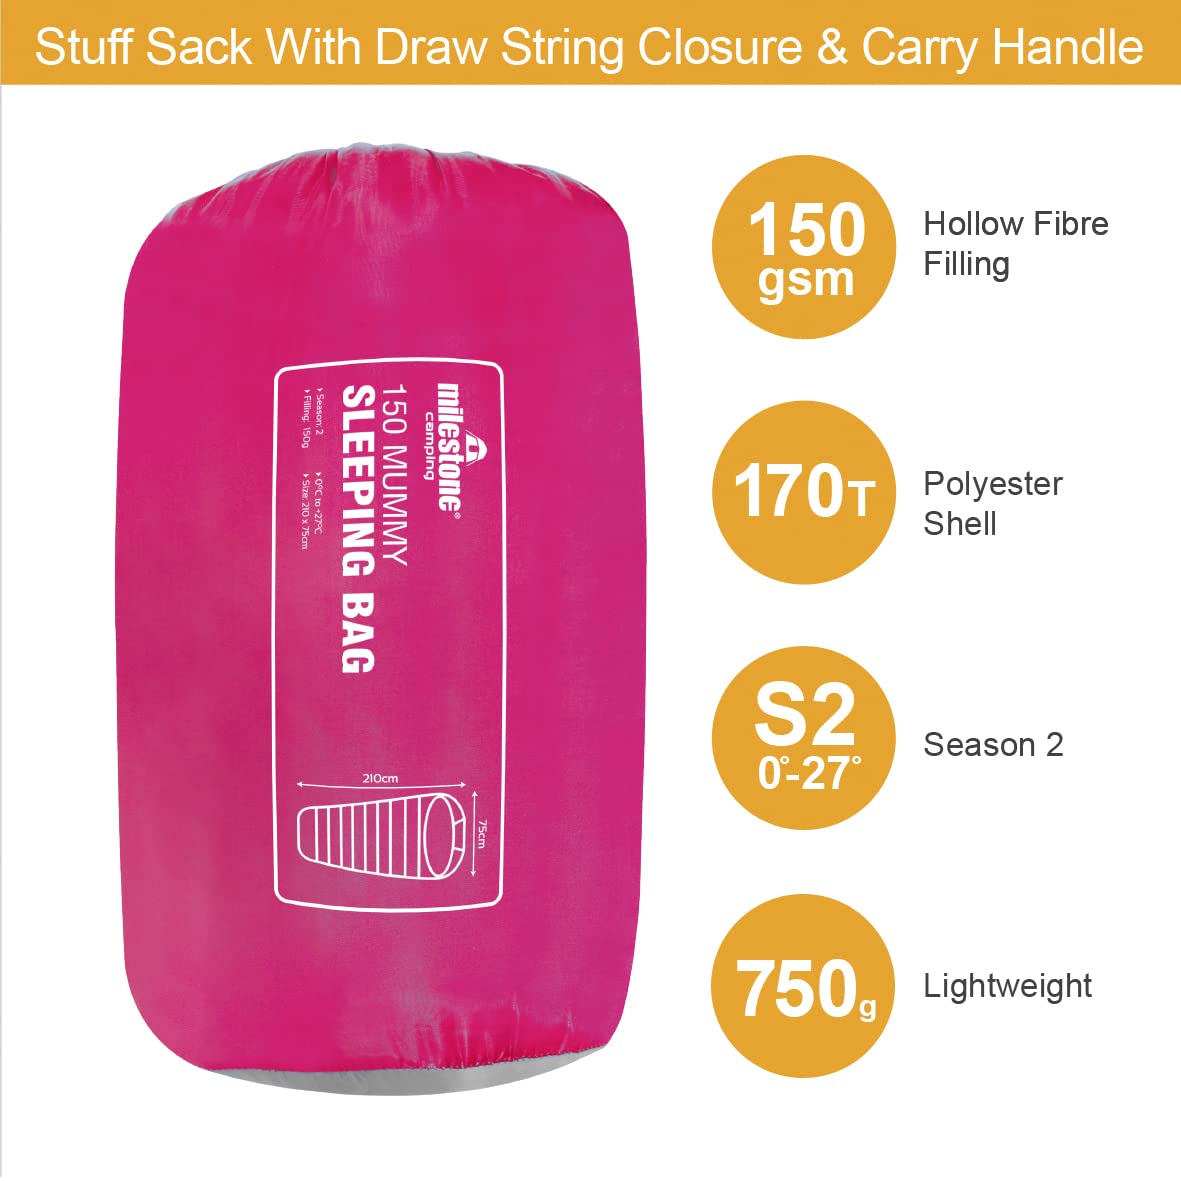 Stuff Sack With Draw String Closure & Carry Handle
milestone®
camping
150 MUMMY
SLEEPING BAG
› Season: 2
› Filling: 150g
› 0°C to +27°C
› Size: 210 x 75cm
210cm
75cm
150
gsm
Hollow Fibre
Filling
170T
Polyester
Shell
S2
0°-27°
Season 2
750g
Lightweight